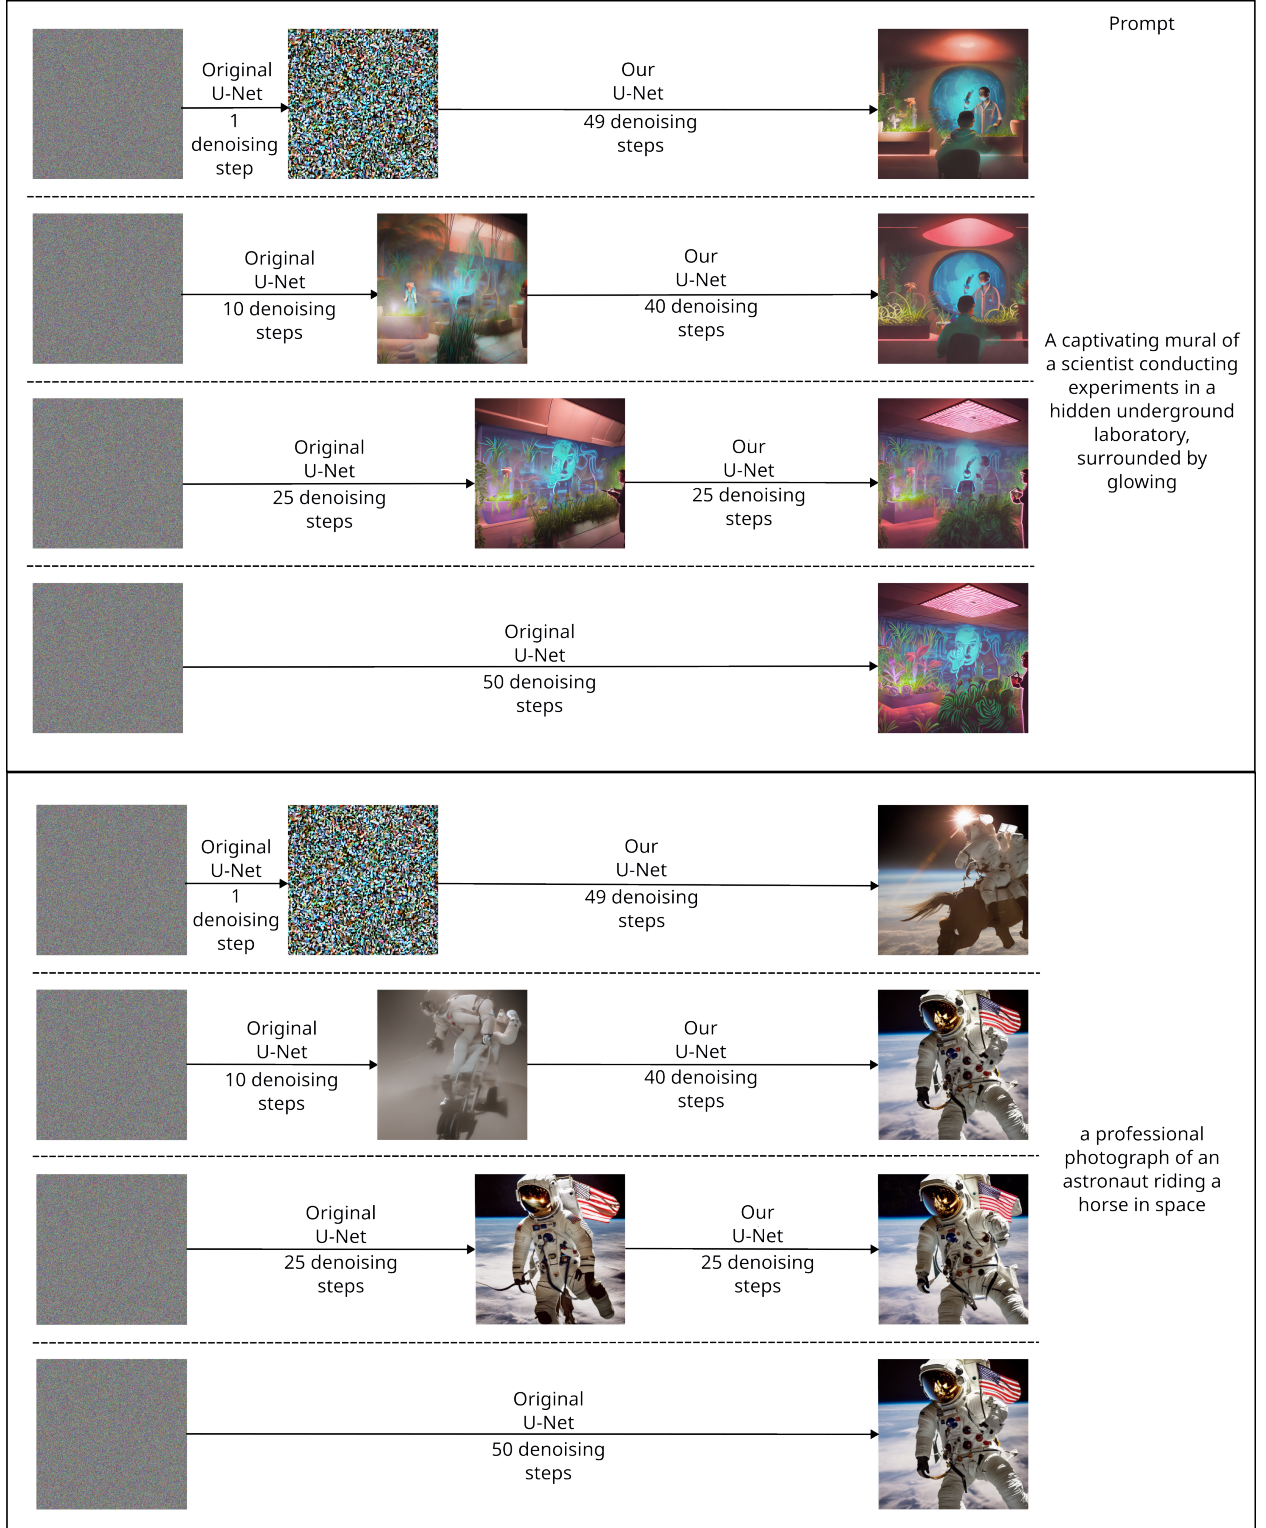 Prompt
Original
U-Net
1
denoising
step
Our
U-Net
49 denoising
steps
Original
U-Net
10 denoising
steps
Our
U-Net
40 denoising
steps
Original
U-Net
25 denoising
steps
Our
U-Net
25 denoising
steps
Original
U-Net
50 denoising
steps
A captivating mural of
a scientist conducting
experiments in a
hidden underground
laboratory,
surrounded by
glowing
Original
U-Net
1
denoising
step
Our
U-Net
49 denoising
steps
Original
U-Net
10 denoising
steps
Our
U-Net
40 denoising
steps
Original
U-Net
25 denoising
steps
Our
U-Net
25 denoising
steps
Original
U-Net
50 denoising
steps
a professional
photograph of an
astronaut riding a
horse in space